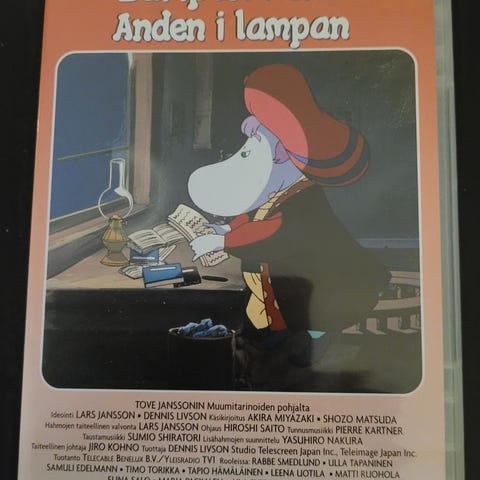 Anden i lampan
TOVE JANSSONIN Muumitarinoiden pohjalta
Ideointi LARS JANSSON • DENNIS LIVSON Käsikirjoitus AKIRA MIYAZAKI • SHOZO MATSUDA
Hahmojen taiteellinen valvonta LARS JANSSON Ohjaus HIROSHI SAITO Tunnusmusiikki PIERRE KARTNER
Taustamusiikki SUMIO SHIRATORI Lisähahmojen suunnittelu YASUHIRO NAKURA
Taiteellinen johtaja JIRO KOHNO Tuottaja DENNIS LIVSON Studio Telescreen Japan Inc., Teleimage Japan Inc.
Tuotanto TELECABLE BENELUX B.V./YLEISRADIO TV1 Rooleissa: RABBE SMEDLUND • ULLA TAPANINEN
SAMULI EDELMANN • TIMO TORIKKA • TAPIO HÄMÄLÄINEN • LEENA UOTILA • MATTI RUOHOLA